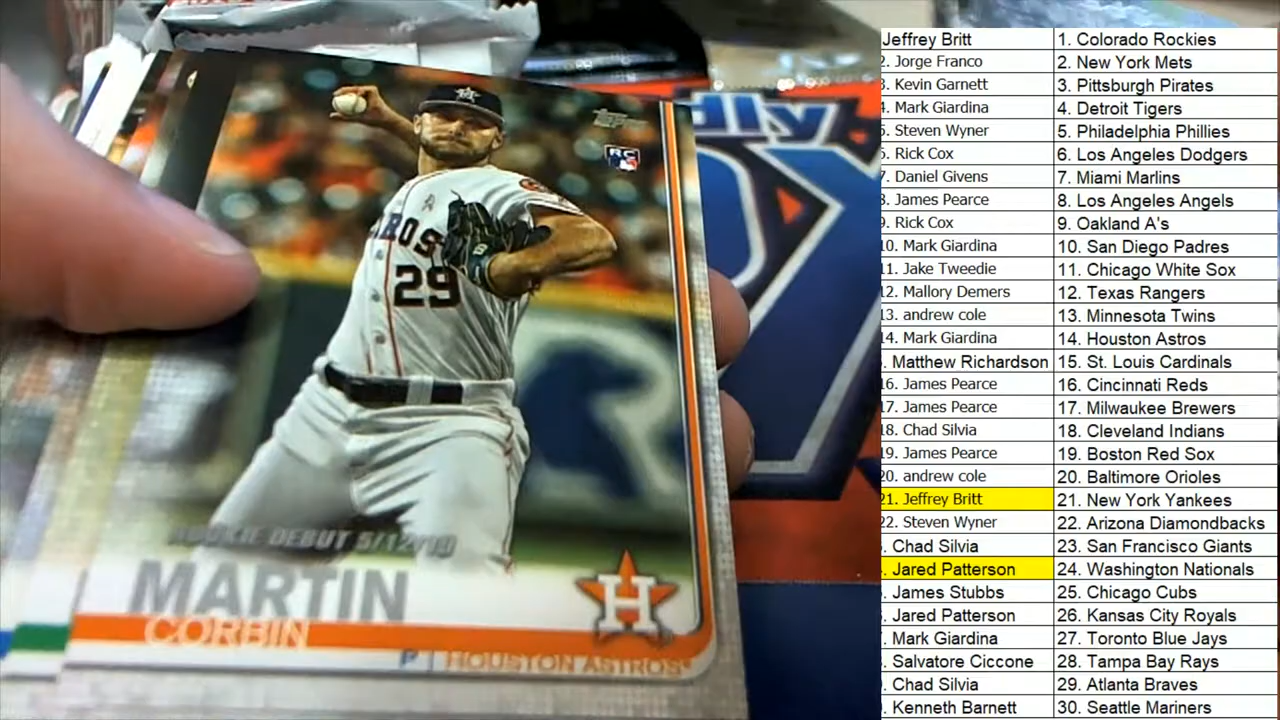 Topps
RC
ROS
29
R
ROOKIE DEBUT 5/12/19
MARTIN
CORBIN
H
P | HOUSTON ASTROS
dly
Jeffrey Britt 1. Colorado Rockies
2. Jorge Franco 2. New York Mets
3. Kevin Garnett 3. Pittsburgh Pirates
4. Mark Giardina 4. Detroit Tigers
5. Steven Wyner 5. Philadelphia Phillies
6. Rick Cox 6. Los Angeles Dodgers
7. Daniel Givens 7. Miami Marlins
8. James Pearce 8. Los Angeles Angels
9. Rick Cox 9. Oakland A's
10. Mark Giardina 10. San Diego Padres
11. Jake Tweedie 11. Chicago White Sox
12. Mallory Demers 12. Texas Rangers
13. andrew cole 13. Minnesota Twins
14. Mark Giardina 14. Houston Astros
. Matthew Richardson 15. St. Louis Cardinals
16. James Pearce 16. Cincinnati Reds
17. James Pearce 17. Milwaukee Brewers
18. Chad Silvia 18. Cleveland Indians
19. James Pearce 19. Boston Red Sox
20. andrew cole 20. Baltimore Orioles
21. Jeffrey Britt 21. New York Yankees
22. Steven Wyner 22. Arizona Diamondbacks
. Chad Silvia 23. San Francisco Giants
. Jared Patterson 24. Washington Nationals
. James Stubbs 25. Chicago Cubs
. Jared Patterson 26. Kansas City Royals
. Mark Giardina 27. Toronto Blue Jays
. Salvatore Ciccone 28. Tampa Bay Rays
. Chad Silvia 29. Atlanta Braves
. Kenneth Barnett 30. Seattle Mariners